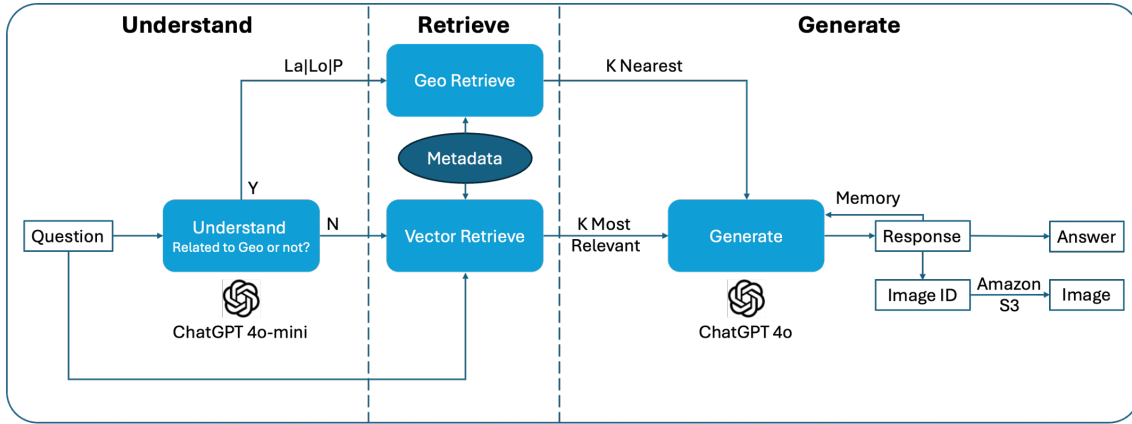 Understand
Retrieve
Generate
La|Lo|P
Geo Retrieve
K Nearest
Metadata
Y
Question
Understand
Related to Geo or not?
N
Vector Retrieve
K Most
Relevant
Generate
Memory
Response
Answer
Image ID
Amazon
S3
Image
ChatGPT 4o-mini
ChatGPT 4o